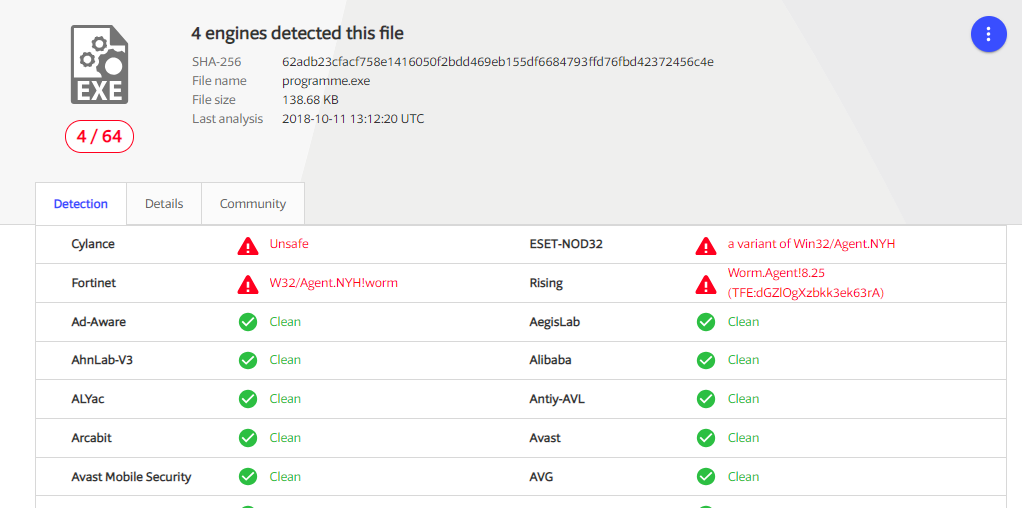 4 engines detected this file
SHA-256 62adb23cfacf758e1416050f2bdd469eb155df6684793ffd76fbd42372456c4e
File name programme.exe
File size 138.68 KB
Last analysis 2018-10-11 13:12:20 UTC
EXE
4 / 64
Detection Details Community
Cylance Unsafe ESET-NOD32 a variant of Win32/Agent.NYH
Fortinet W32/Agent.NYH!worm Rising Worm.Agent!8.25
(TFE:dGZlOgXzbkk3ek63rA)
Ad-Aware Clean AegisLab Clean
AhnLab-V3 Clean Alibaba Clean
ALYac Clean Antiy-AVL Clean
Arcabit Clean Avast Clean
Avast Mobile Security Clean AVG Clean